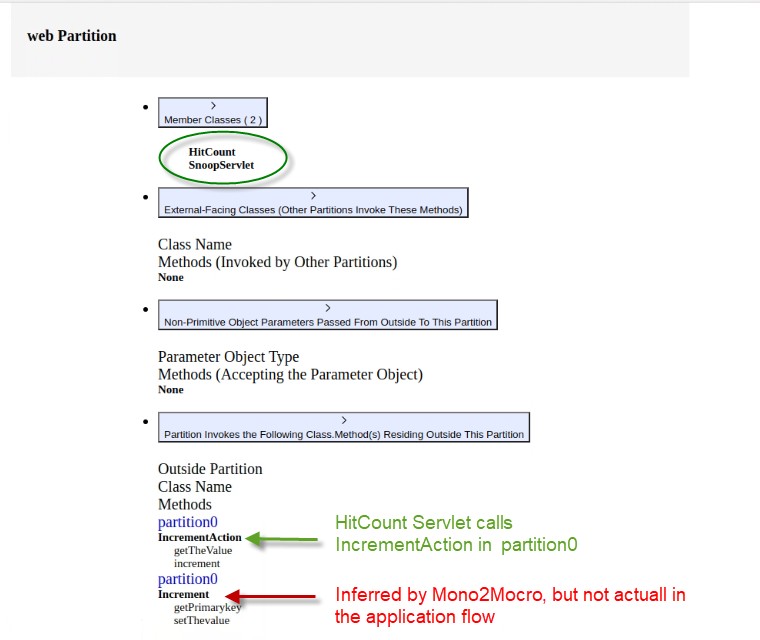 web Partition
>
Member Classes ( 2 )
HitCount
SnoopServlet
>
External-Facing Classes (Other Partitions Invoke These Methods)
Class Name
Methods (Invoked by Other Partitions)
None
>
Non-Primitive Object Parameters Passed From Outside To This Partition
Parameter Object Type
Methods (Accepting the Parameter Object)
None
>
Partition Invokes the Following Class.Method(s) Residing Outside This Partition
Outside Partition
Class Name
Methods
partition0
IncrementAction
getTheValue
increment
HitCount Servlet calls
IncrementAction in partition0
partition0
Increment
getPrimarykey
setThevalue
Inferred by Mono2Mocro, but not actuall in
the application flow